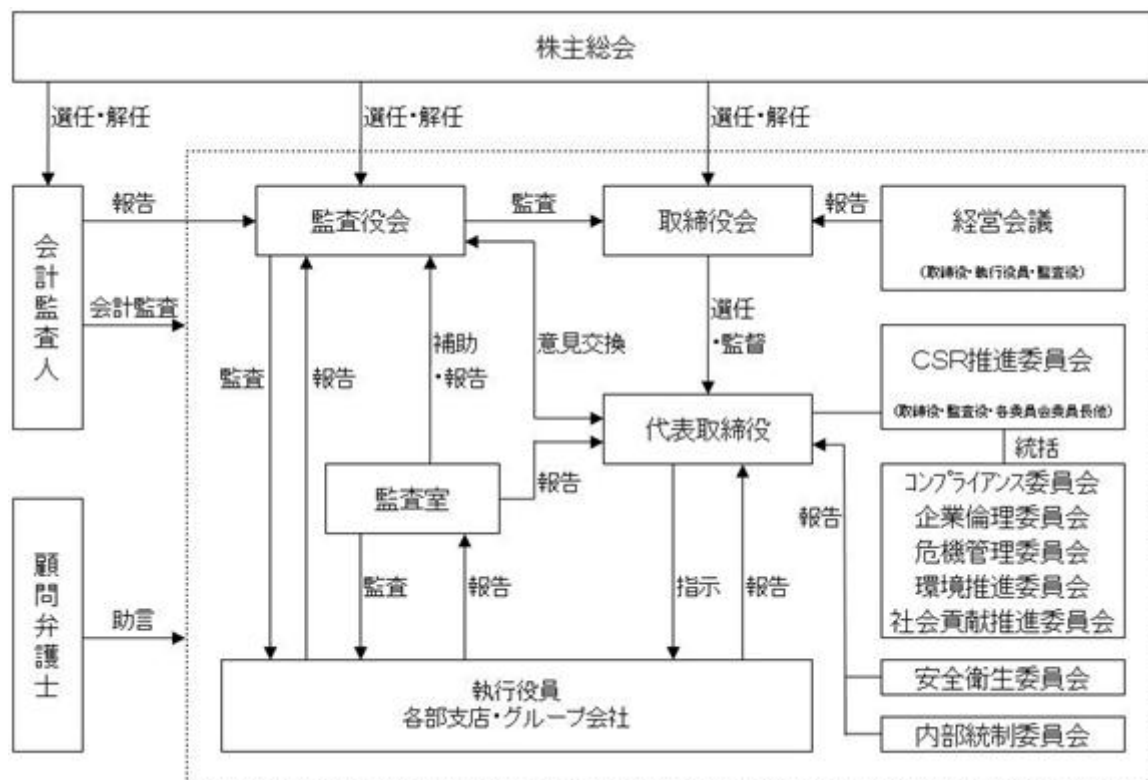 株主総会
選任・解任
選任・解任
選任・解任
会計監査人
報告
監査役会
監査
取締役会
報告
経営会議
(取締役・執行役員・監査役)
会計監査
監査
報告
補助
・報告
意見交換
選任
・監督
CSR推進委員会
(取締役・監査役・各委員会委員長他)
代表取締役
統括
監査室
報告
報告
コンプライアンス委員会
企業倫理委員会
危機管理委員会
環境推進委員会
社会貢献推進委員会
顧問弁護士
助言
監査
報告
指示
報告
執行役員
各部支店・グループ会社
安全衛生委員会
内部統制委員会